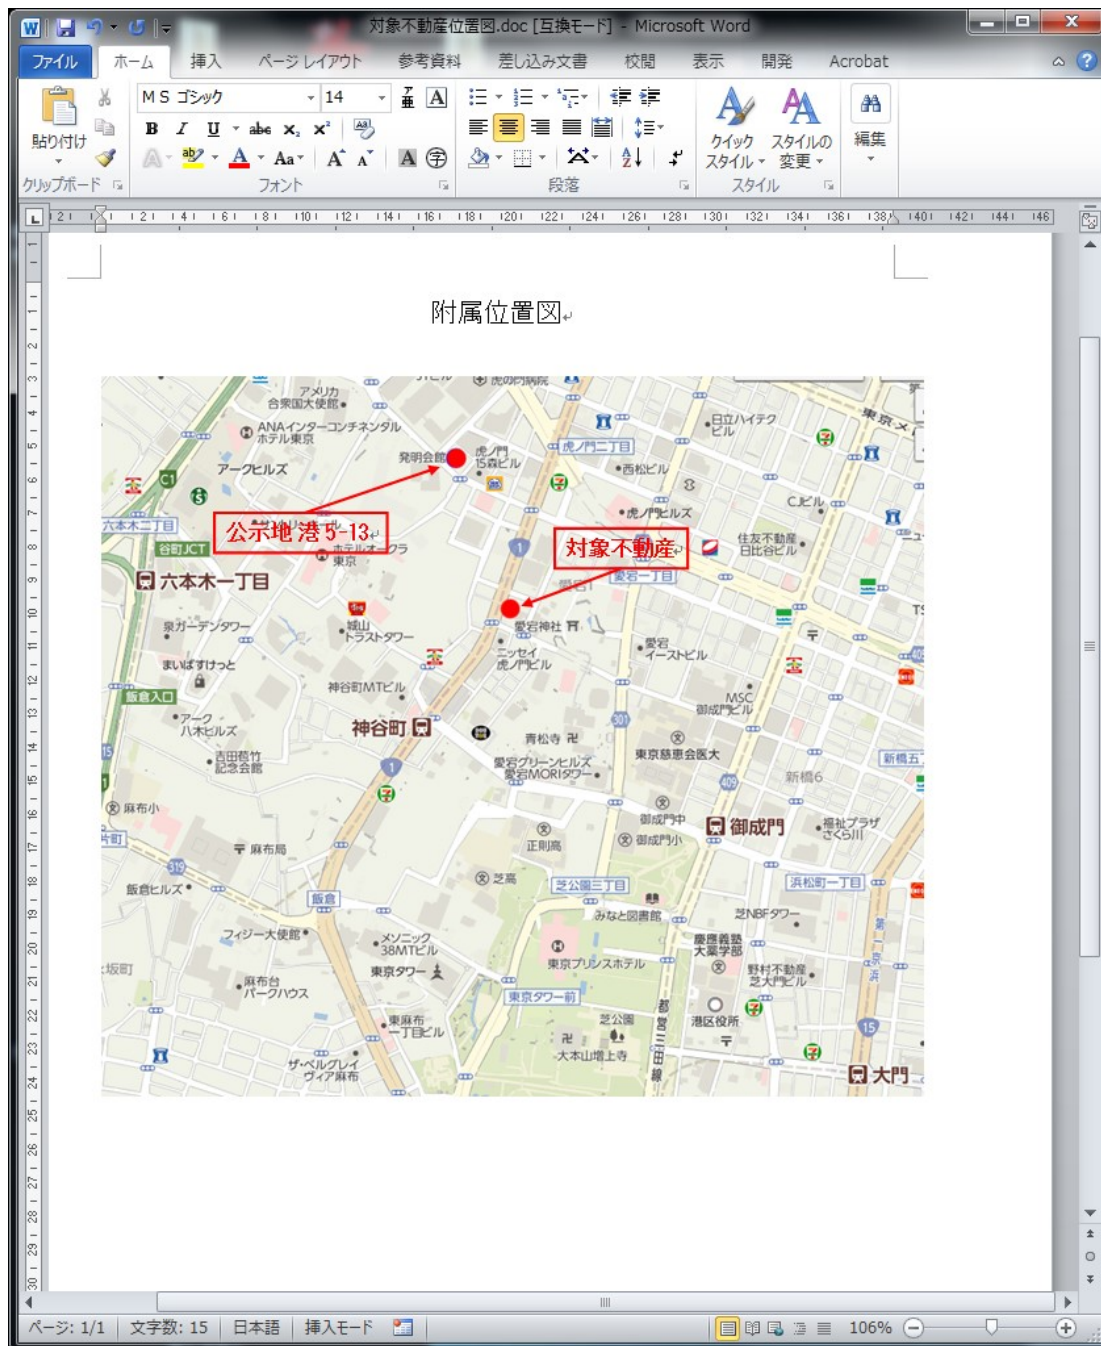 対象不動産位置図.doc [互換モード] - Microsoft Word
ファイル ホーム 挿入 ページ レイアウト 参考資料 差し込み文書 校閲 表示 開発 Acrobat
ＭＳ ゴシック 14
貼り付け
クイック スタイル
スタイルの 変更
編集
クリップボード フォント 段落 スタイル
附属位置図
アメリカ
合衆国大使館
虎の門病院
ANAインターコンチネンタル
ホテル東京
日立ハイテク
ビル
発明会館
虎ノ門
15森ビル
虎ノ門二丁目
アークヒルズ
西松ビル
C1
虎ノ門ヒルズ
六本木二丁目
公示地 港 5-13
対象不動産
谷町JCT
ホテルオークラ
東京
住友不動産
日比谷ビル
六本木一丁目
愛宕一丁目
泉ガーデンタワー
城山
トラストタワー
愛宕神社
ニッセイ
虎ノ門ビル
愛宕
イーストビル
まいばすけっと
飯倉入口
神谷町MTビル
MSC
御成門ビル
アーク
八木ビルズ
神谷町
301
青松寺
東京慈恵会医大
吉田苞竹
記念会館
愛宕グリーンヒルズ
愛宕MORIタワー
新橋6
409
麻布小
御成門中
御成門
正則高
御成門小
福祉プラザ
さくら川
麻布局
319
飯倉ヒルズ
芝高
芝公園三丁目
浜松町一丁目
飯倉
みなと図書館
芝NBFタワー
フィジー大使館
メソニック
38MTビル
慶應義塾
大薬学部
東京タワー
東京プリンスホテル
野村不動産
芝大門ビル
麻布台
パークハウス
東京タワー前
都営三田線
第一京浜
芝公園
港区役所
東麻布
一丁目ビル
15
大本山増上寺
ザ・ベルグレイ
ヴィア麻布
大門
ページ: 1/1 文字数: 15 日本語 挿入モード 106%